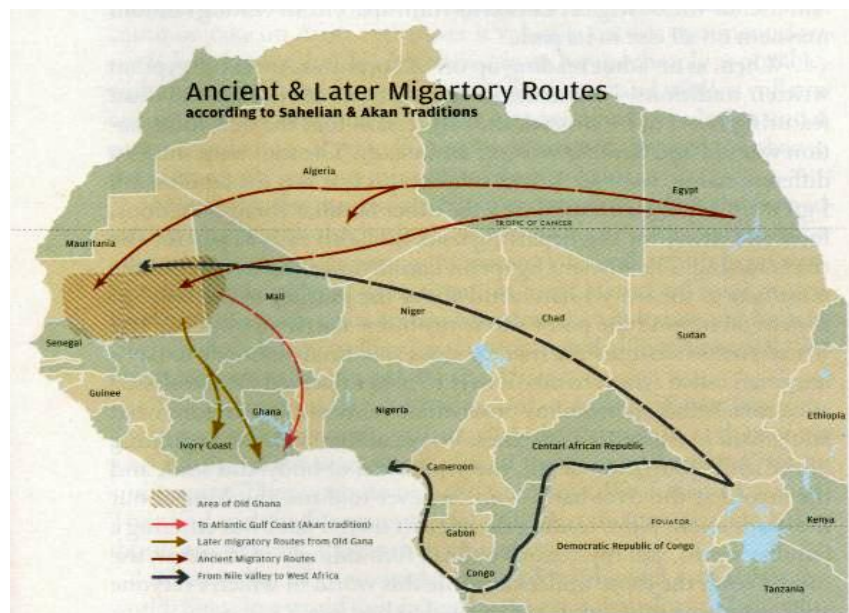 Ancient & Later Migartory Routes
according to Sahelian & Akan Traditions
Algeria
Egypt
TROPIC OF CANCER
Mauritania
Mali
Niger
Chad
Sudan
Senegal
Guinee
Ghana
Nigeria
Ethiopia
Ivory Coast
Cameroon
Centarl African Republic
Area of Old Ghana
To Atlantic Gulf Coast (Akan tradition)
Later migratory Routes from Old Gana
Ancient Migratory Routes
From Nile valley to West Africa
Gabon
EQUATOR
Kenya
Democratic Republic of Congo
Congo
Tanzania